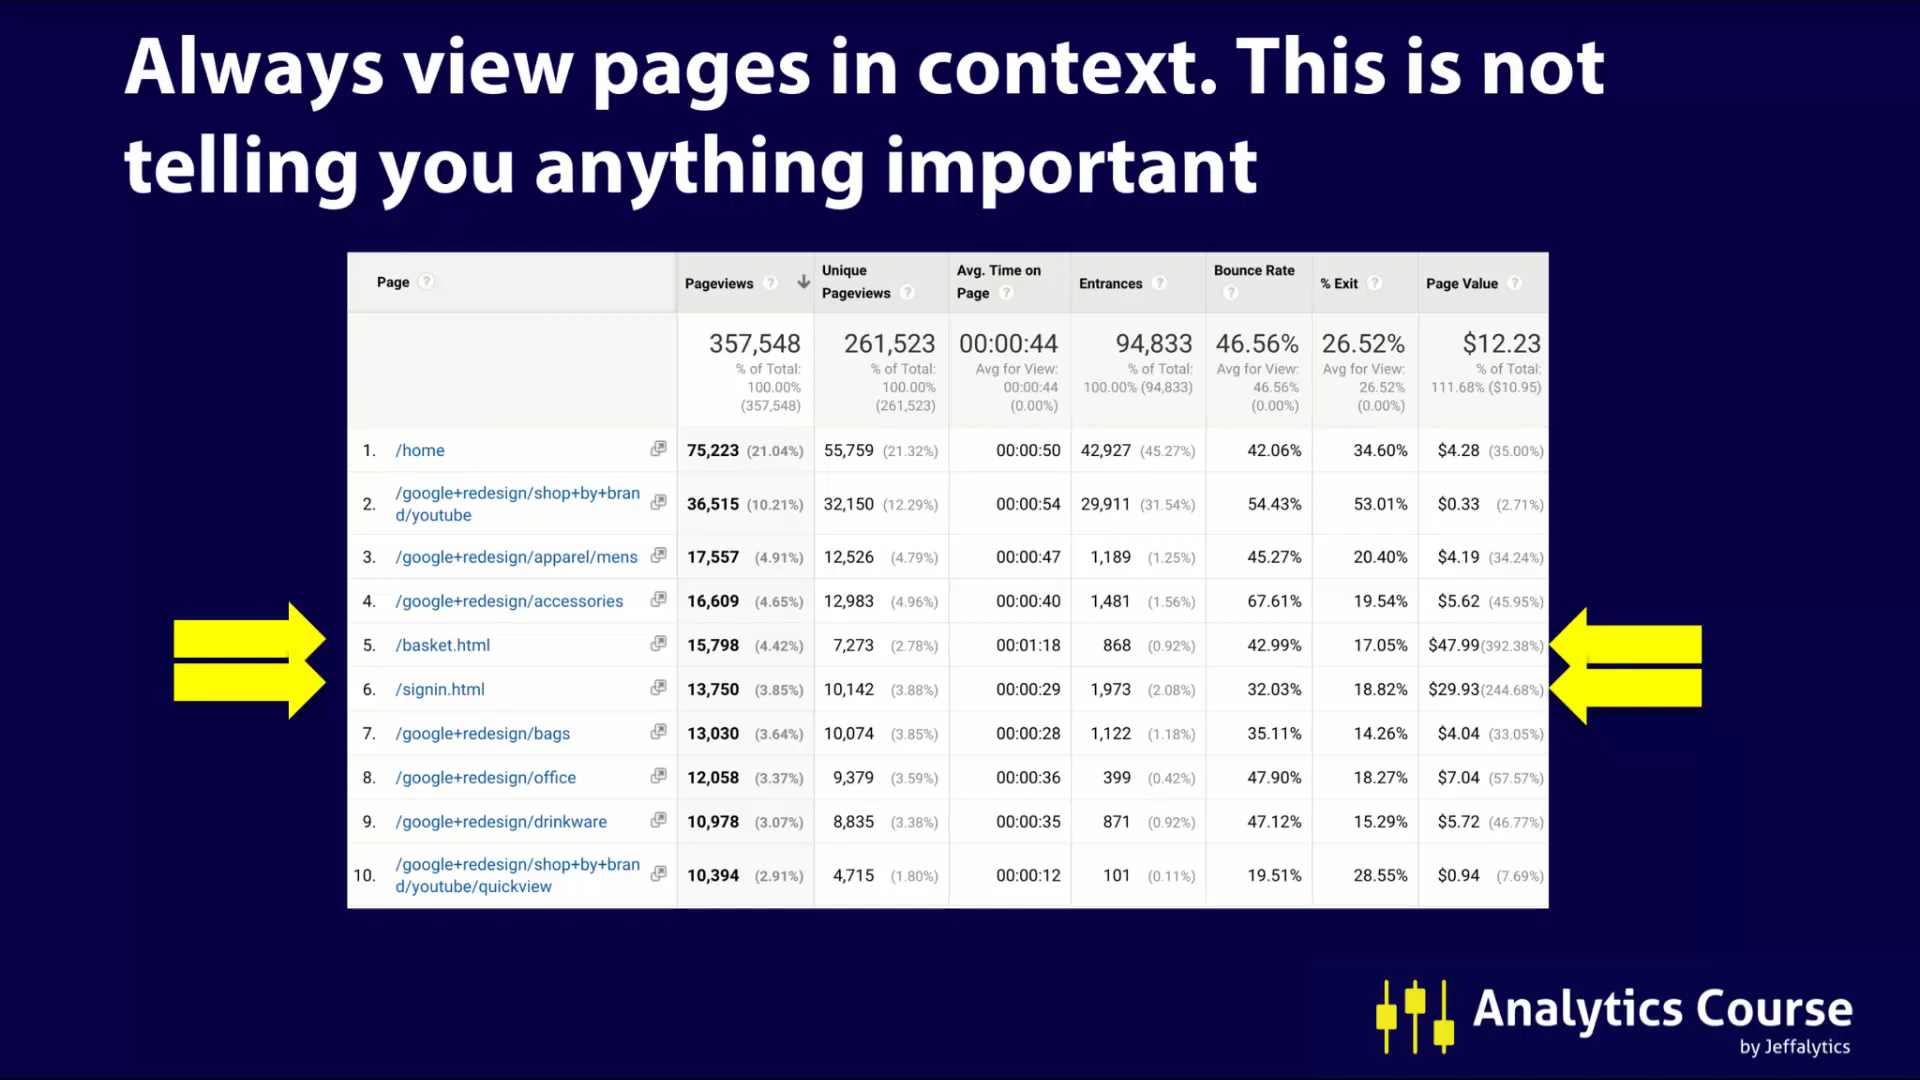 Always view pages in context. This is not
telling you anything important
Page ? Pageviews ? Unique Pageviews ? Avg. Time on Page ? Entrances ? Bounce Rate ? % Exit ? Page Value ?
357,548 261,523 00:00:44 94,833 46.56% 26.52% $12.23
% of Total: 100.00% (357,548) % of Total: 100.00% (261,523) Avg for View: 00:00:44 (0.00%) % of Total: 100.00% (94,833) Avg for View: 46.56% (0.00%) Avg for View: 26.52% (0.00%) % of Total: 111.68% ($10.95)
1. /home 75,223 (21.04%) 55,759 (21.32%) 00:00:50 42,927 (45.27%) 42.06% 34.60% $4.28 (35.00%)
2. /google+redesign/shop+by+brand/youtube 36,515 (10.21%) 32,150 (12.29%) 00:00:54 29,911 (31.54%) 54.43% 53.01% $0.33 (2.71%)
3. /google+redesign/apparel/mens 17,557 (4.91%) 12,526 (4.79%) 00:00:47 1,189 (1.25%) 45.27% 20.40% $4.19 (34.24%)
4. /google+redesign/accessories 16,609 (4.65%) 12,983 (4.96%) 00:00:40 1,481 (1.56%) 67.61% 19.54% $5.62 (45.95%)
5. /basket.html 15,798 (4.42%) 7,273 (2.78%) 00:01:18 868 (0.92%) 42.99% 17.05% $47.99(392.38%)
6. /signin.html 13,750 (3.85%) 10,142 (3.88%) 00:00:29 1,973 (2.08%) 32.03% 18.82% $29.93(244.68%)
7. /google+redesign/bags 13,030 (3.64%) 10,074 (3.85%) 00:00:28 1,122 (1.18%) 35.11% 14.26% $4.04 (33.05%)
8. /google+redesign/office 12,058 (3.37%) 9,379 (3.59%) 00:00:36 399 (0.42%) 47.90% 18.27% $7.04 (57.57%)
9. /google+redesign/drinkware 10,978 (3.07%) 8,835 (3.38%) 00:00:35 871 (0.92%) 47.12% 15.29% $5.72 (46.77%)
10. /google+redesign/shop+by+brand/youtube/quickview 10,394 (2.91%) 4,715 (1.80%) 00:00:12 101 (0.11%) 19.51% 28.55% $0.94 (7.69%)
Analytics Course
by Jeffalytics